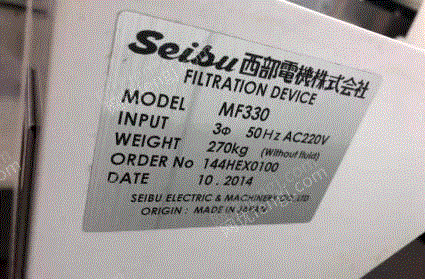 Seibu 西部電機株式会社
FILTRATION DEVICE
MODEL MF330
INPUT 3Φ 50Hz AC220V
WEIGHT 270kg (Without fluid)
ORDER No 144HEX0100
DATE 10.2014
SEIBU ELECTRIC & MACHINERY CO.,LTD
ORIGIN : MADE IN JAPAN